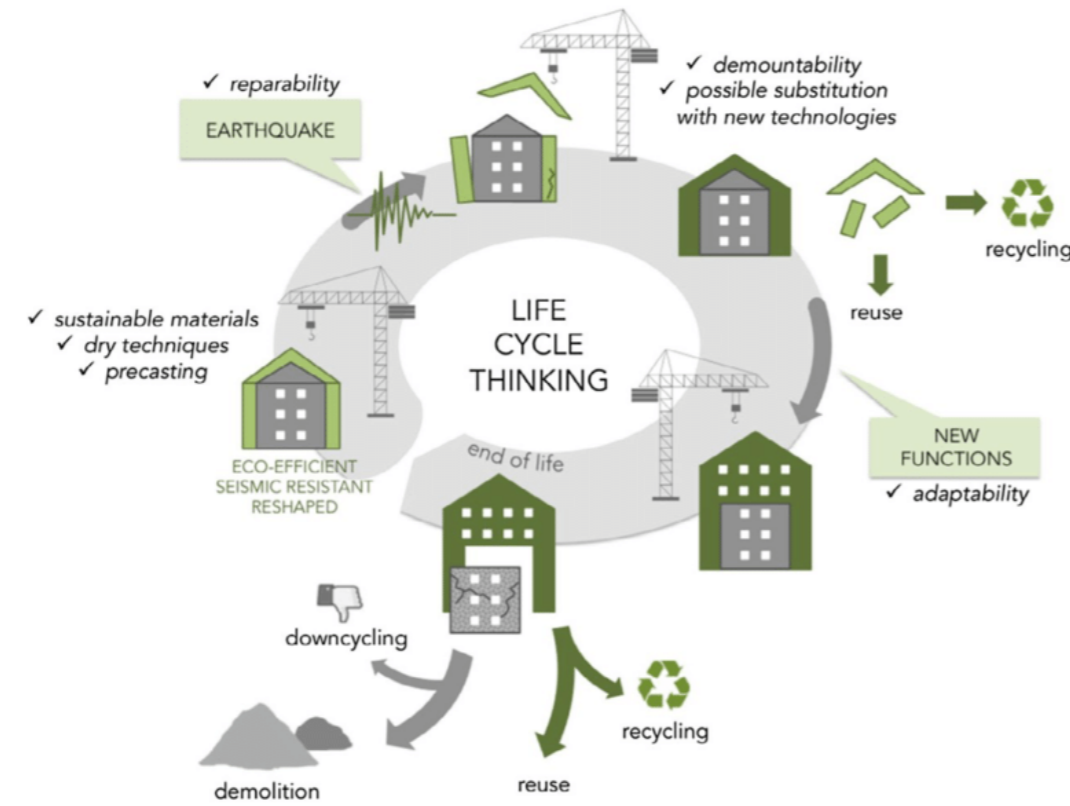 ✓ reparability
EARTHQUAKE
✓ demountability
✓ possible substitution
with new technologies
recycling
reuse
✓ sustainable materials
✓ dry techniques
✓ precasting
LIFE
CYCLE
THINKING
ECO-EFFICIENT
SEISMIC RESISTANT
RESHAPED
end of life
NEW
FUNCTIONS
✓ adaptability
downcycling
recycling
demolition
reuse